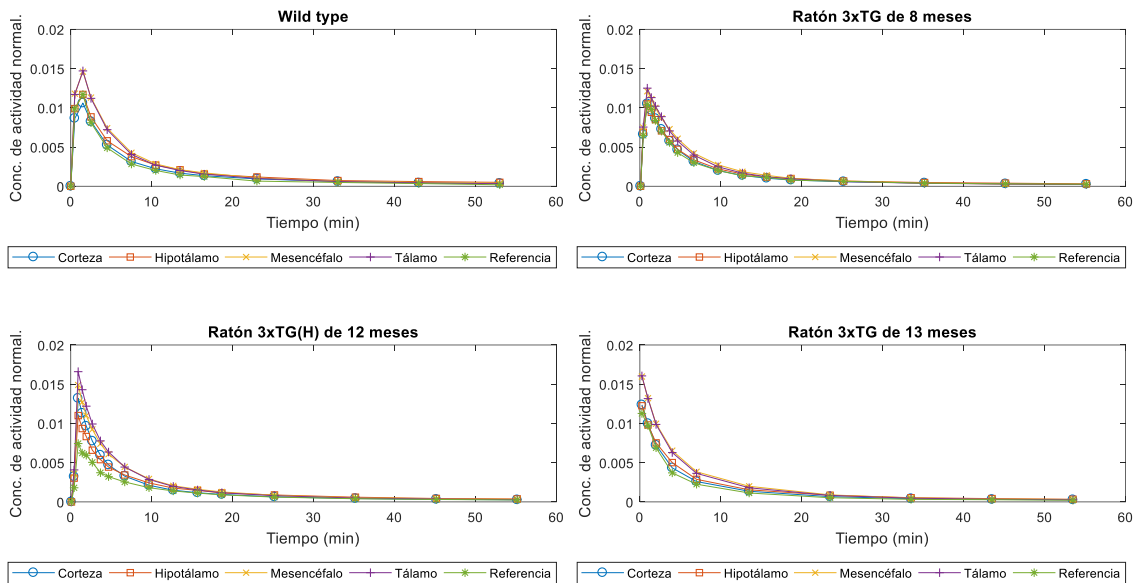 Wild type
Conc. de actividad normal.
0.02
0.015
0.01
0.005
0
0 10 20 30 40 50 60
Tiempo (min)
Corteza Hipotálamo Mesencéfalo Tálamo Referencia
Ratón 3xTG de 8 meses
Conc. de actividad normal.
0.02
0.015
0.01
0.005
0
0 10 20 30 40 50 60
Tiempo (min)
Corteza Hipotálamo Mesencéfalo Tálamo Referencia
Ratón 3xTG(H) de 12 meses
Conc. de actividad normal.
0.02
0.015
0.01
0.005
0
0 10 20 30 40 50 60
Tiempo (min)
Corteza Hipotálamo Mesencéfalo Tálamo Referencia
Ratón 3xTG de 13 meses
Conc. de actividad normal.
0.02
0.015
0.01
0.005
0
0 10 20 30 40 50 60
Tiempo (min)
Corteza Hipotálamo Mesencéfalo Tálamo Referencia